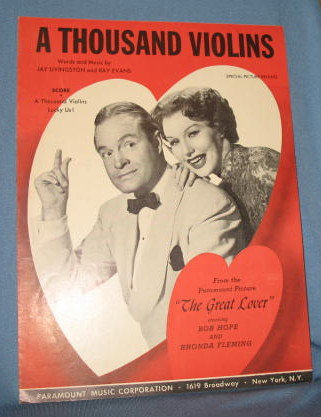 A THOUSAND VIOLINS
Words and Music by
JAY LIVINGSTON and RAY EVANS
SPECIAL PICTURE RELEASE
SCORE
A Thousand Violins
Lucky Us!
From the
Paramount Picture
"The Great Lover"
starring
BOB HOPE
AND
RHONDA FLEMING
PARAMOUNT MUSIC CORPORATION • 1619 Broadway • New York, N.Y.